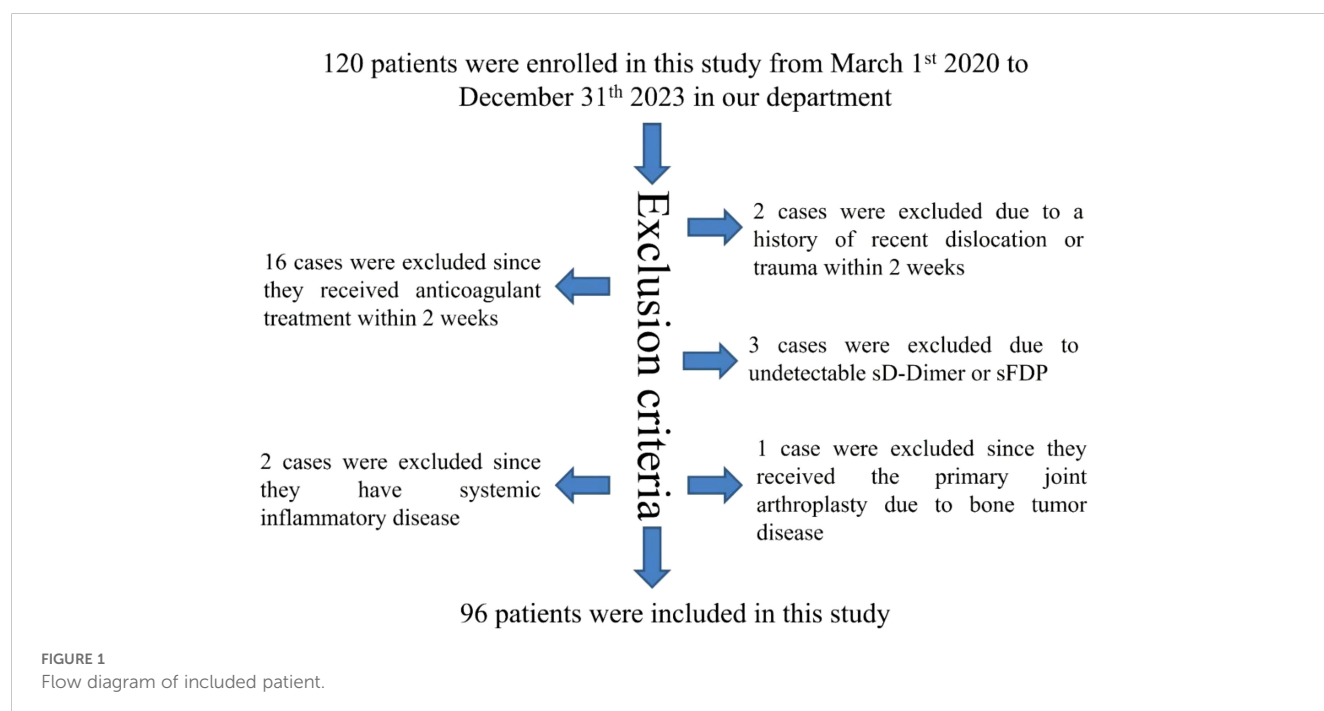 120 patients were enrolled in this study from March 1st 2020 to
December 31th 2023 in our department
Exclusion criteria
2 cases were excluded due to a
history of recent dislocation or
trauma within 2 weeks
16 cases were excluded since
they received anticoagulant
treatment within 2 weeks
3 cases were excluded due to
undetectable sD-Dimer or sFDP
2 cases were excluded since
they have systemic
inflammatory disease
1 case were excluded since they
received the primary joint
arthroplasty due to bone tumor
disease
96 patients were included in this study
FIGURE 1
Flow diagram of included patient.